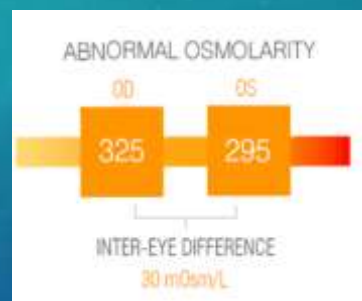 ABNORMAL OSMOLARITY
OD OS
325 295
INTER-EYE DIFFERENCE
30 mOsm/L